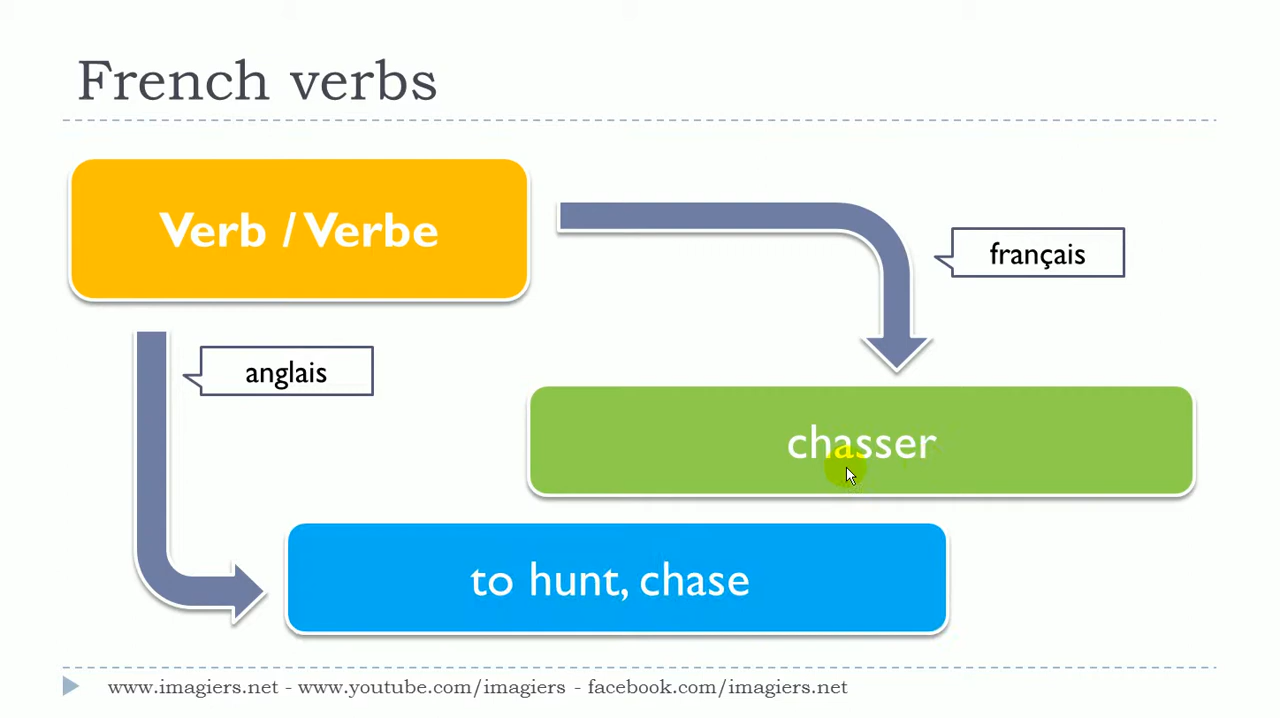 French verbs
Verb / Verbe
français
anglais
chasser
to hunt, chase
www.imagiers.net - www.youtube.com/imagiers - facebook.com/imagiers.net